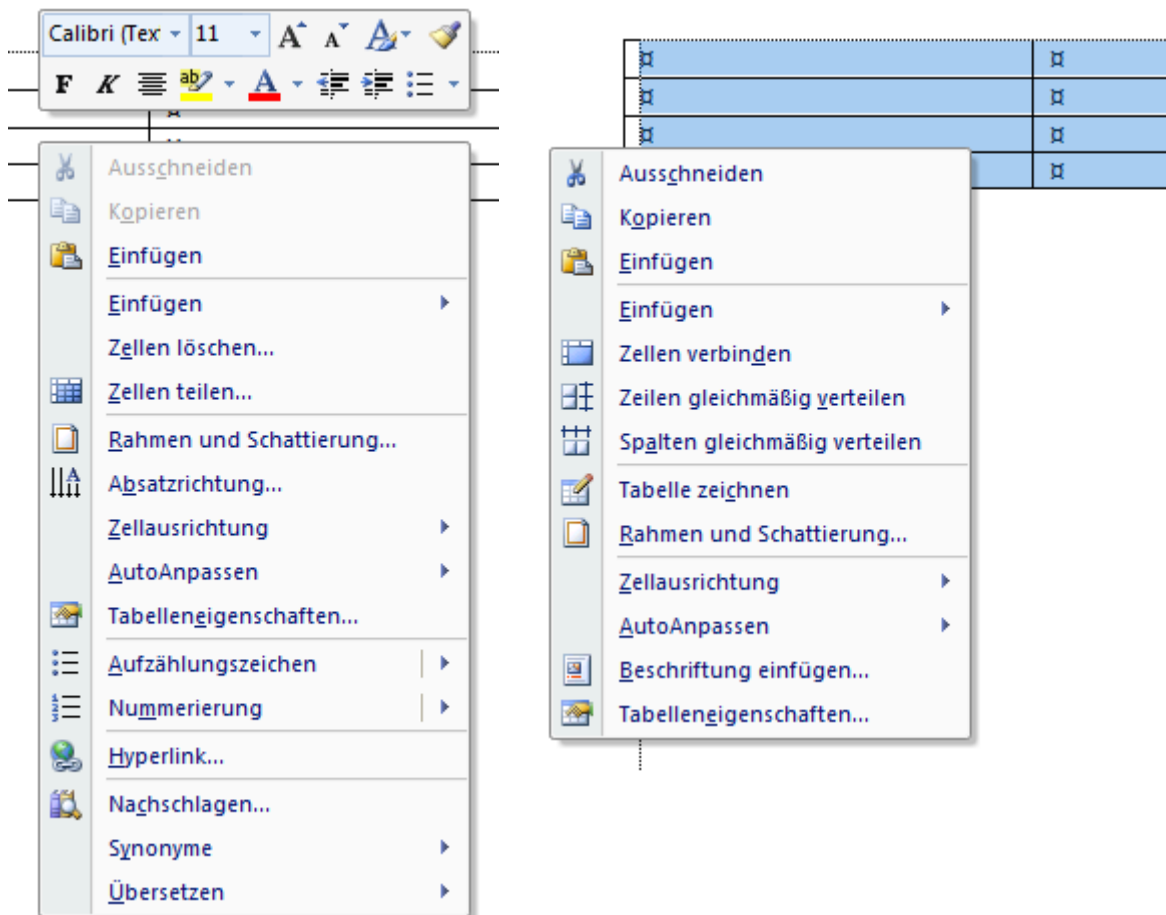 Calibri (Tex 11 A A A
F K ab A
¤ ¤
¤ ¤
¤ ¤
¤
Ausschneiden
Kopieren
Einfügen
Einfügen
Zellen löschen...
Zellen teilen...
Rahmen und Schattierung...
Absatzrichtung...
Zellausrichtung
AutoAnpassen
Tabelleneigenschaften...
Aufzählungszeichen
Nummerierung
Hyperlink...
Nachschlagen...
Synonyme
Übersetzen
Ausschneiden
Kopieren
Einfügen
Einfügen
Zellen verbinden
Zeilen gleichmäßig verteilen
Spalten gleichmäßig verteilen
Tabelle zeichnen
Rahmen und Schattierung...
Zellausrichtung
AutoAnpassen
Beschriftung einfügen...
Tabelleneigenschaften...